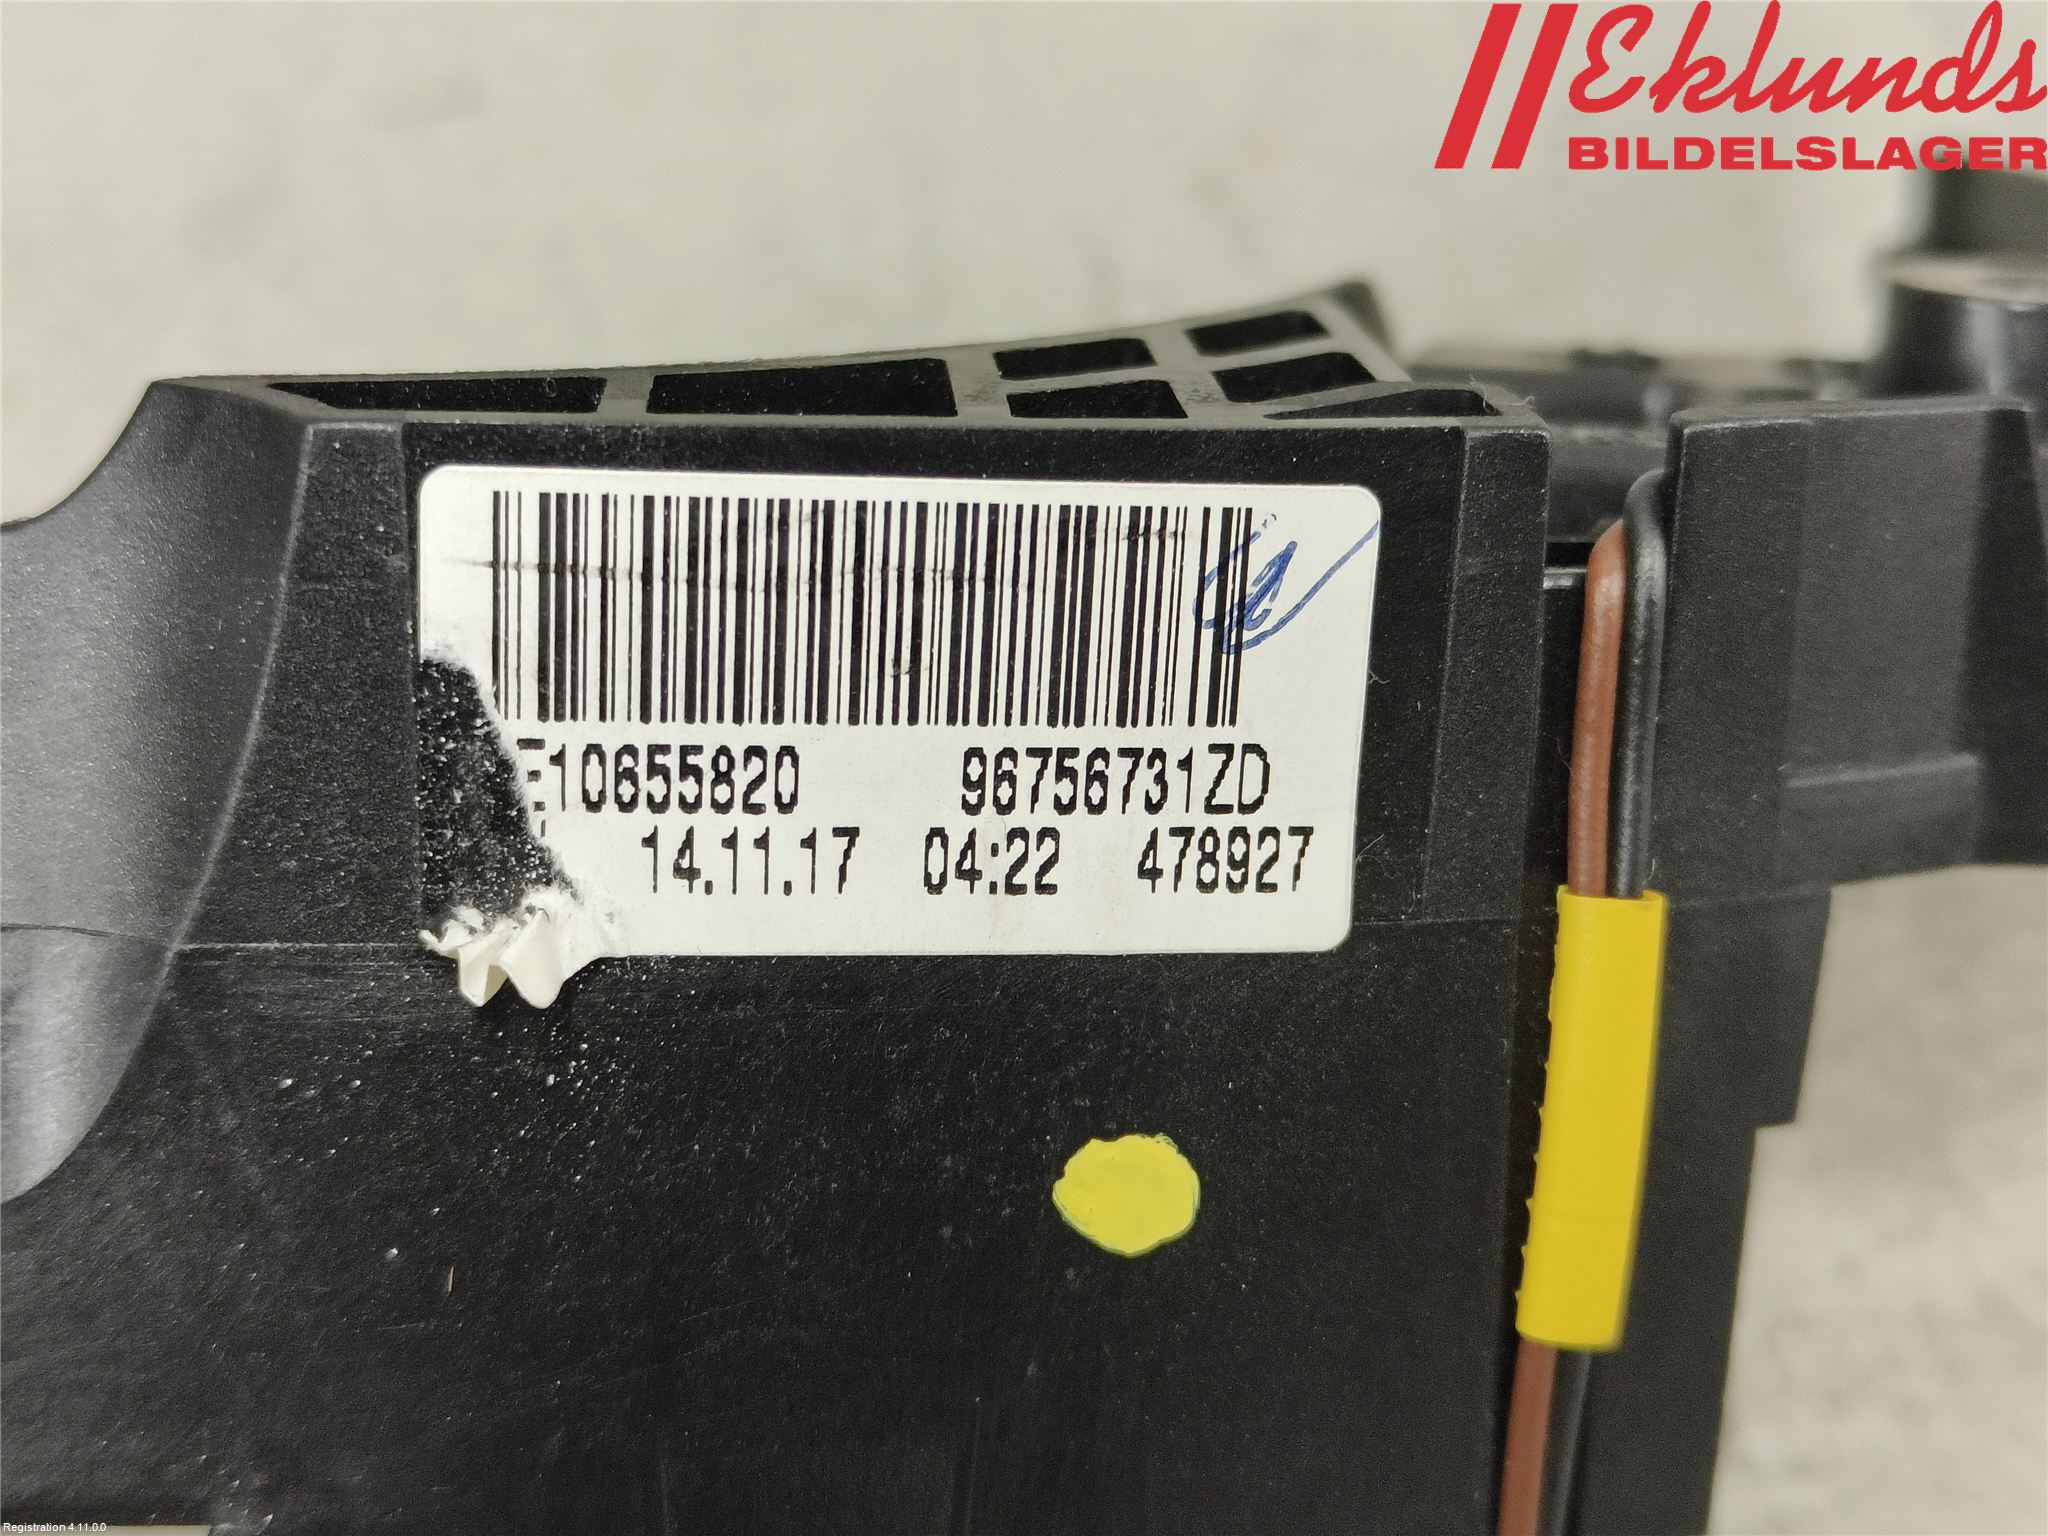 Eklunds
BILDELSLAGER
E10655820 96756731ZD
14.11.17 04:22 478927
Registration 4.11.0.0